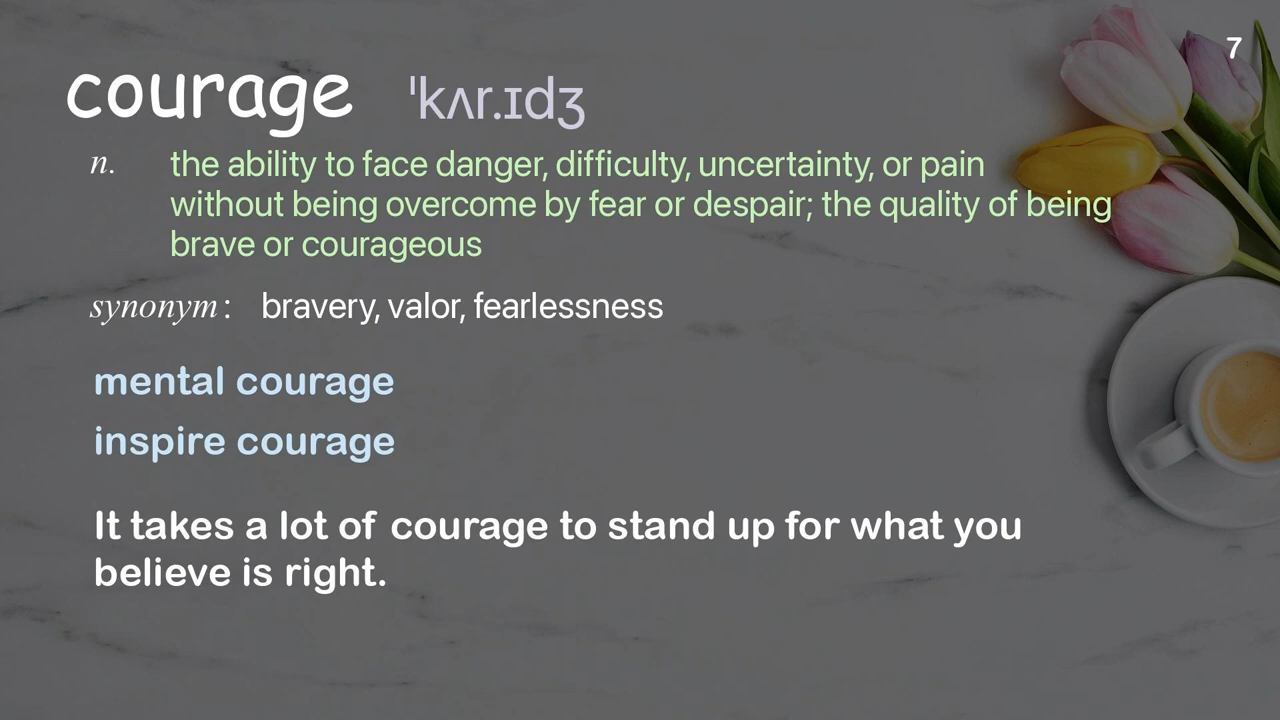 7
courage ˈkʌr.ɪdʒ
n. the ability to face danger, difficulty, uncertainty, or pain
without being overcome by fear or despair; the quality of being
brave or courageous
synonym: bravery, valor, fearlessness
mental courage
inspire courage
It takes a lot of courage to stand up for what you
believe is right.